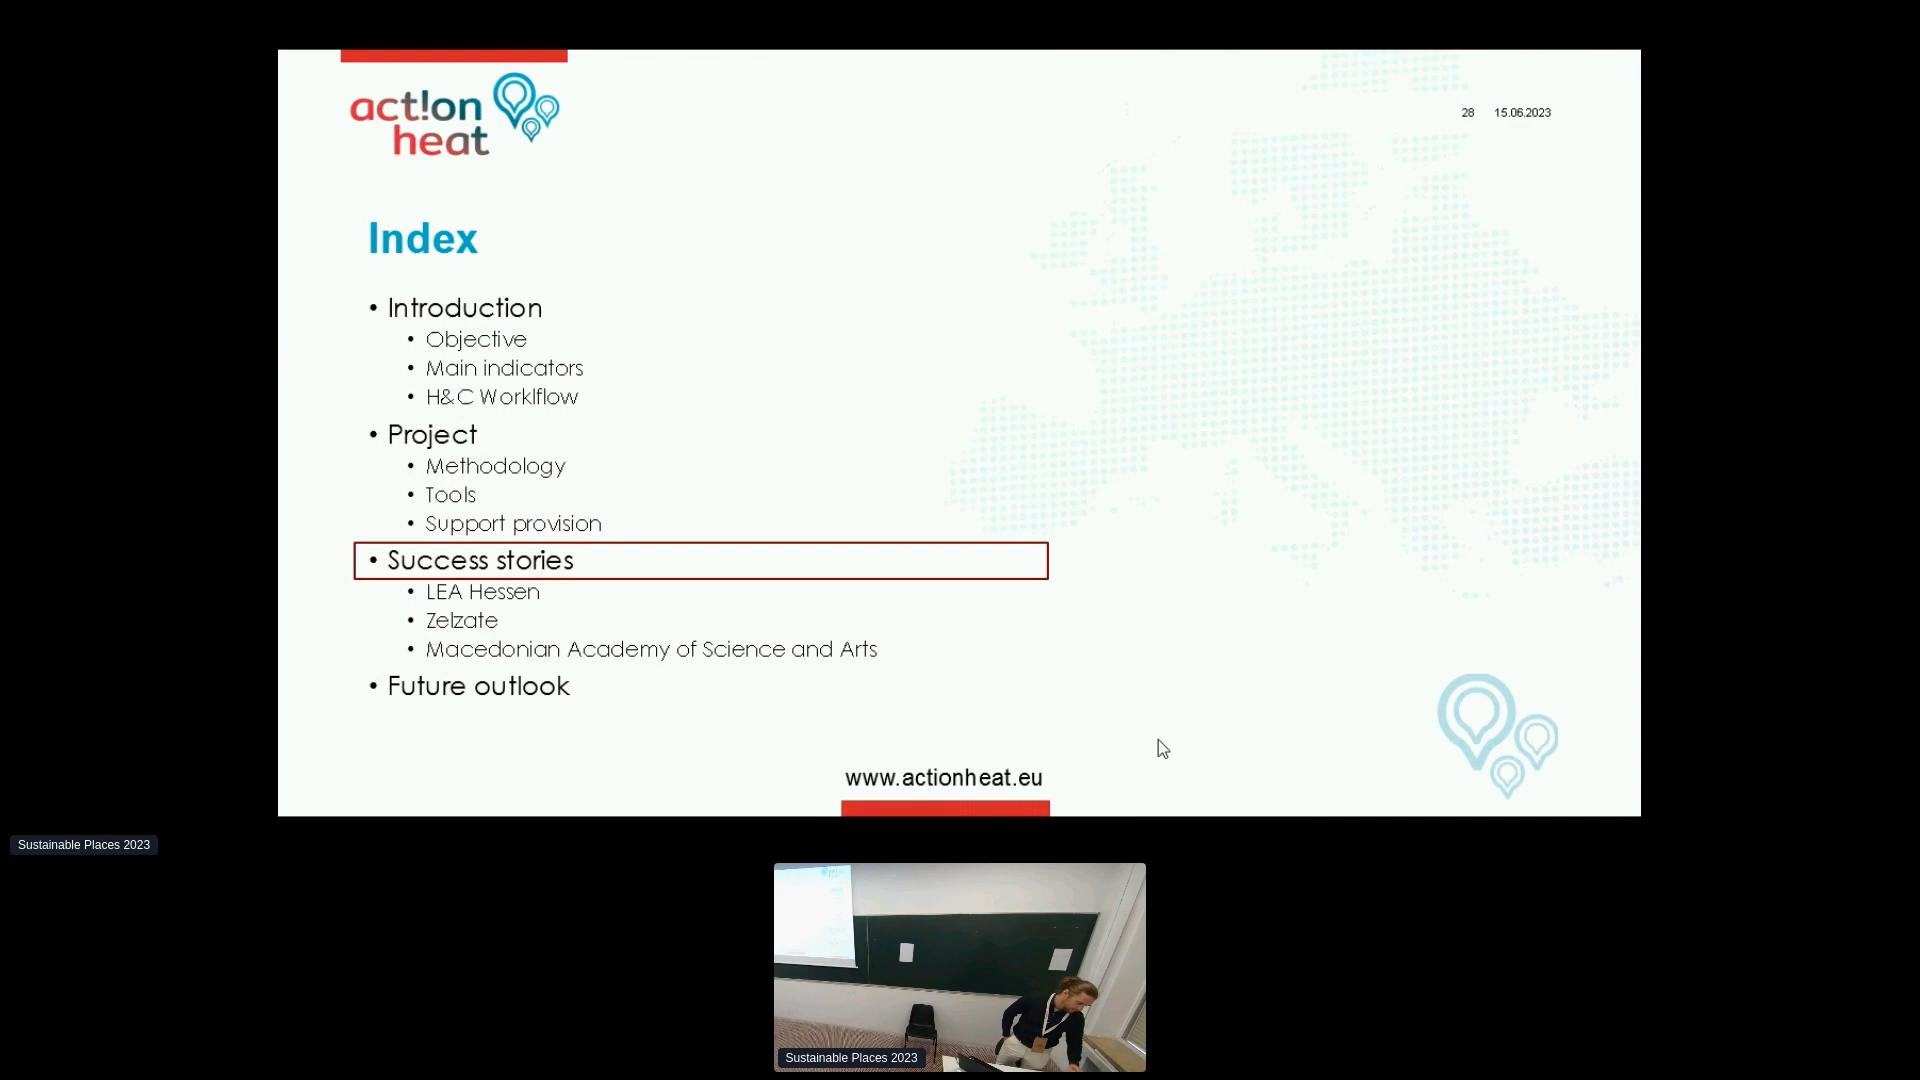 act!on
heat
28 15.06.2023
Index
• Introduction
• Objective
• Main indicators
• H&C Worklflow
• Project
• Methodology
• Tools
• Support provision
• Success stories
• LEA Hessen
• Zelzate
• Macedonian Academy of Science and Arts
• Future outlook
www.actionheat.eu
Sustainable Places 2023
Sustainable Places 2023